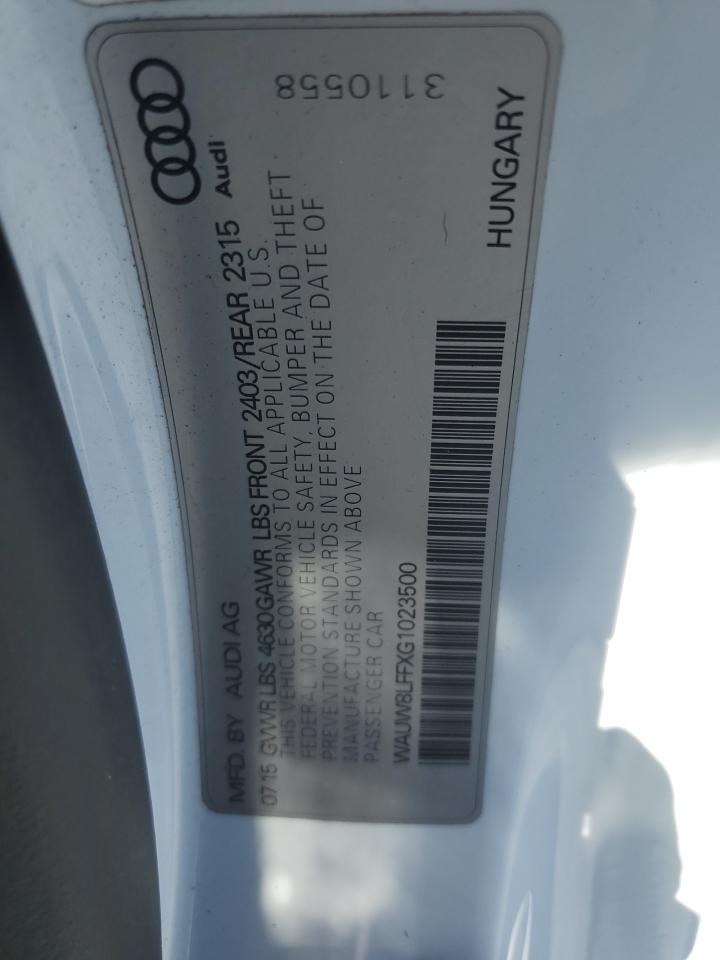 MFD. BY AUDI AG
Audi
07 15 GVWR LBS 4630 GAWR LBS FRONT 2403/REAR 2315
THIS VEHICLE CONFORMS TO ALL APPLICABLE U.S.
FEDERAL MOTOR VEHICLE SAFETY, BUMPER AND THEFT
PREVENTION STANDARDS IN EFFECT ON THE DATE OF
MANUFACTURE SHOWN ABOVE
PASSENGER CAR
WAUW8LFFXG1023500
3110558
HUNGARY